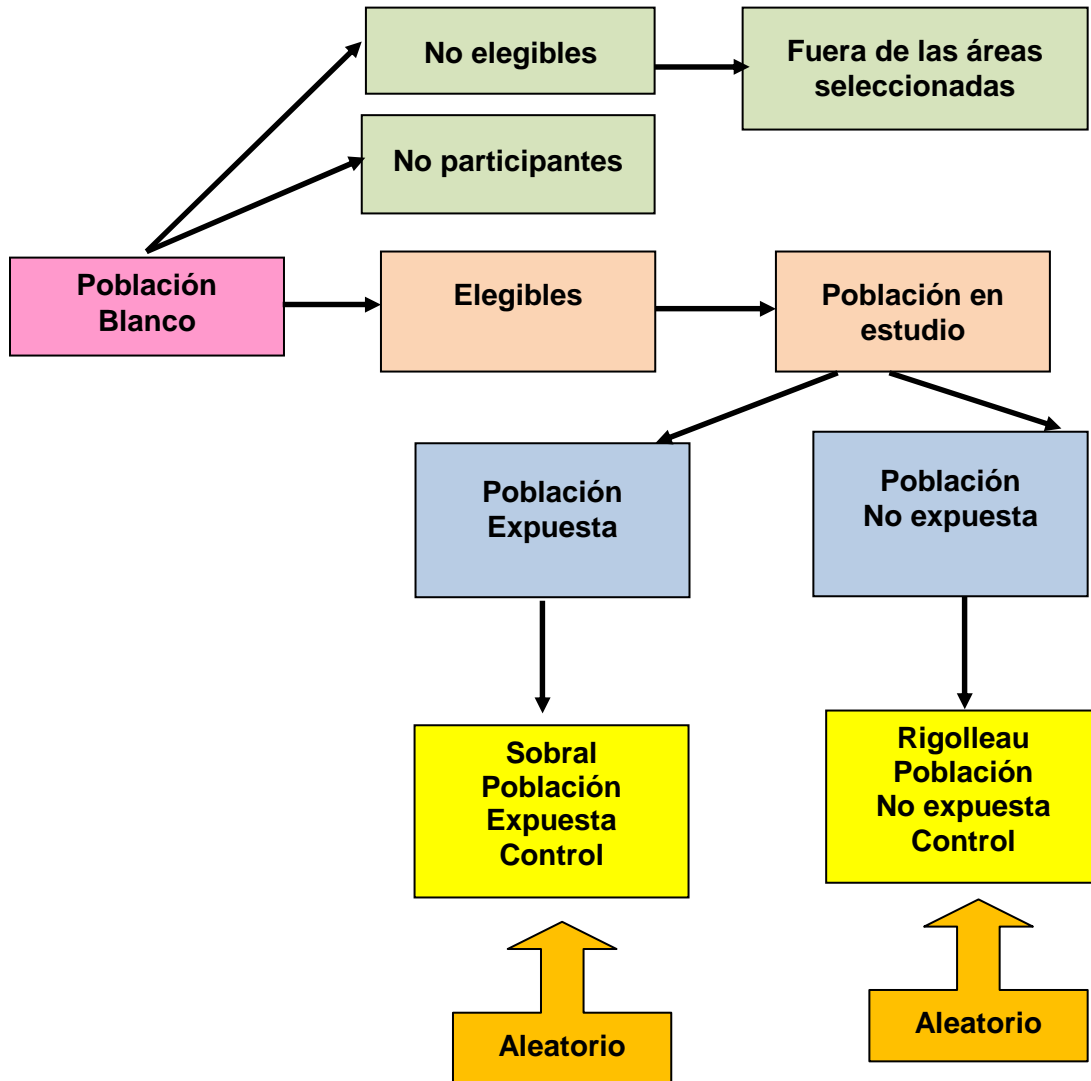 No elegibles
Fuera de las áreas
seleccionadas
No participantes
Población
Blanco
Elegibles
Población en
estudio
Población
Expuesta
Población
No expuesta
Sobral
Población
Expuesta
Control
Rigolleau
Población
No expuesta
Control
Aleatorio
Aleatorio